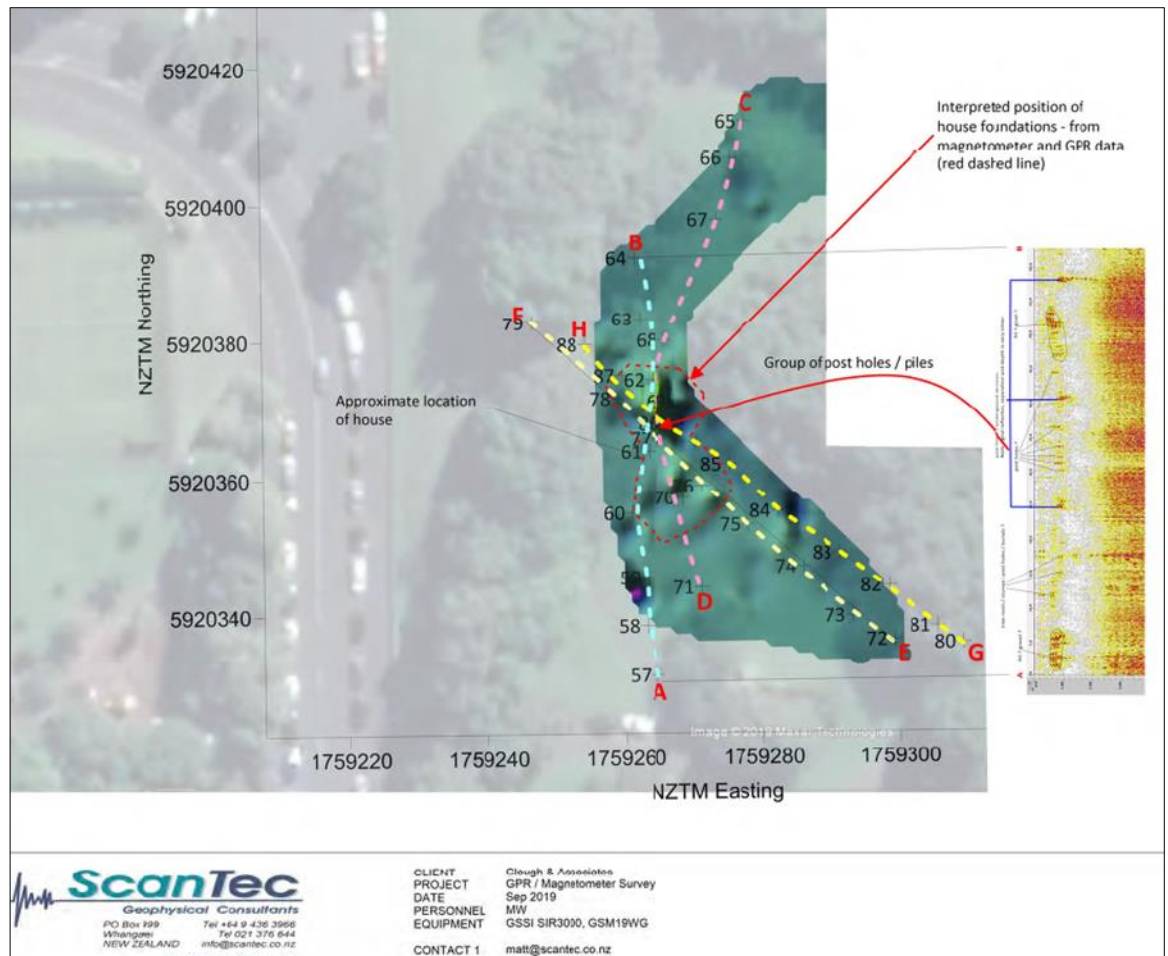 5920420
5920400
5920380
5920360
5920340
NZTM Northing
1759220
1759240
1759260
1759280
1759300
NZTM Easting
C
65
66
67
B
64
63
68
62
F
79
H
88
78
61
60
85
84
83
82
81
80
G
75
74
73
72
E
70
71
D
58
57
A
Interpreted position of
house foundations - from
magnetometer and GPR data
(red dashed line)
Group of post holes / piles
Approximate location
of house
B
A
Image © 2019 Maxar Technologies
ScanTec
Geophysical Consultants
PO Box 199
Whangarei
NEW ZEALAND
Tel +64 9 436 3966
Tel 021 376 644
info@scantec.co.nz
CLIENT Clough & Associates
PROJECT GPR / Magnetometer Survey
DATE Sep 2019
PERSONNEL MW
EQUIPMENT GSSI SIR3000, GSM19WG
CONTACT 1 matt@scantec.co.nz